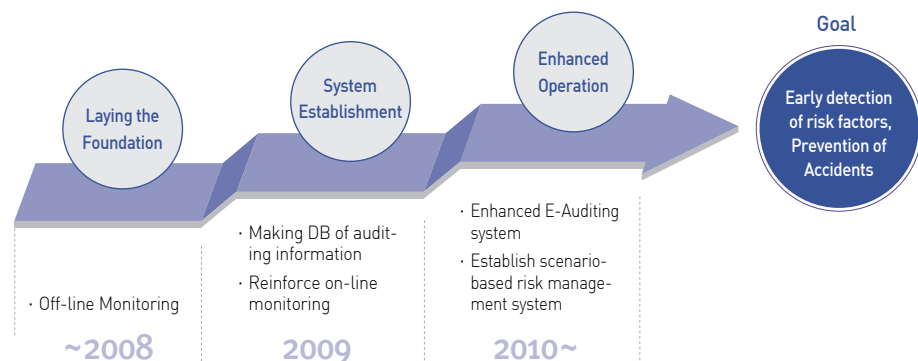 Laying the
Foundation
System
Establishment
Enhanced
Operation
Goal
Early detection
of risk factors,
Prevention of
Accidents
· Off-line Monitoring
~2008
· Making DB of audit-
ing information
· Reinforce on-line
monitoring
2009
· Enhanced E-Auditing
system
· Establish scenario-
based risk manage-
ment system
2010~